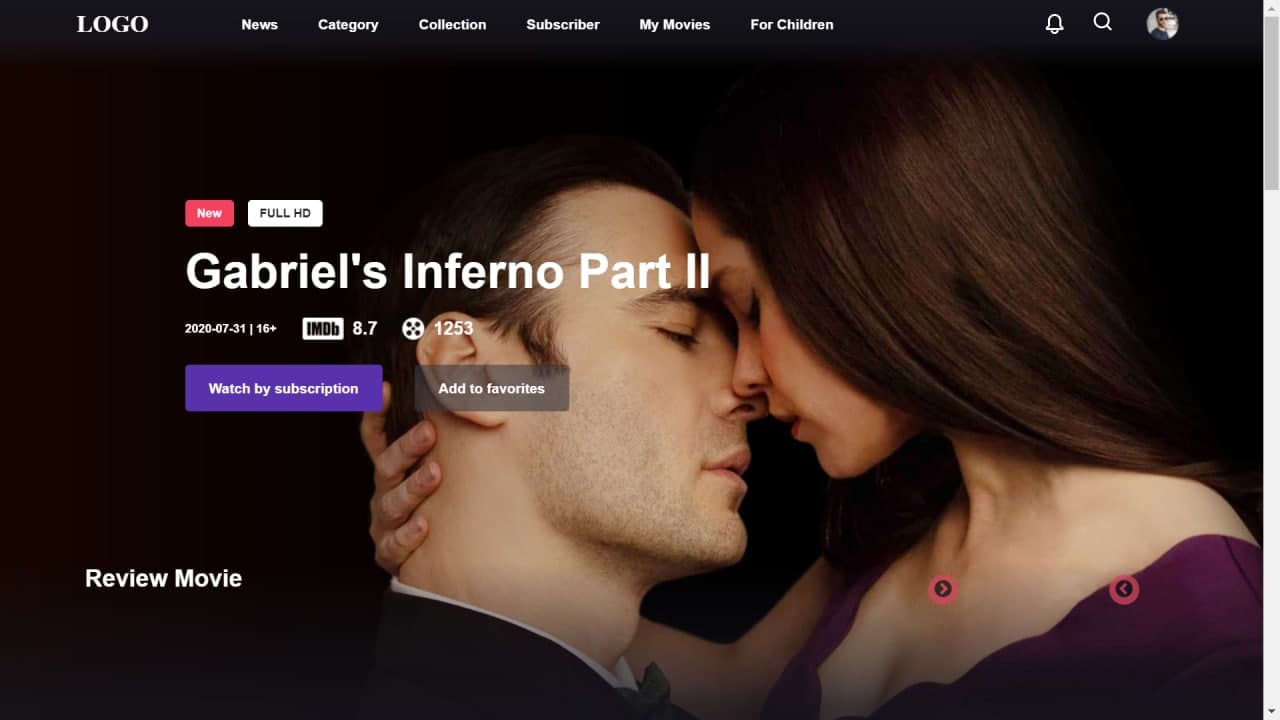 LOGO News Category Collection Subscriber My Movies For Children
New FULL HD
Gabriel's Inferno Part II
2020-07-31 | 16+ IMDb 8.7 1253
Watch by subscription Add to favorites
Review Movie